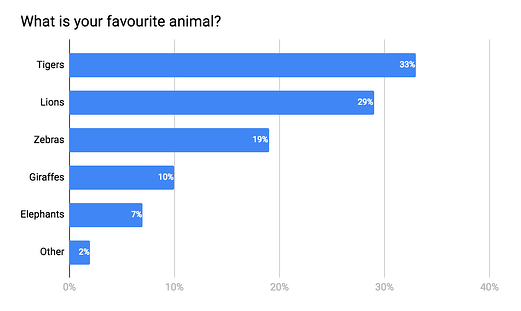 What is your favourite animal?
Tigers 33%
Lions 29%
Zebras 19%
Giraffes 10%
Elephants 7%
Other 2%
0% 10% 20% 30% 40%